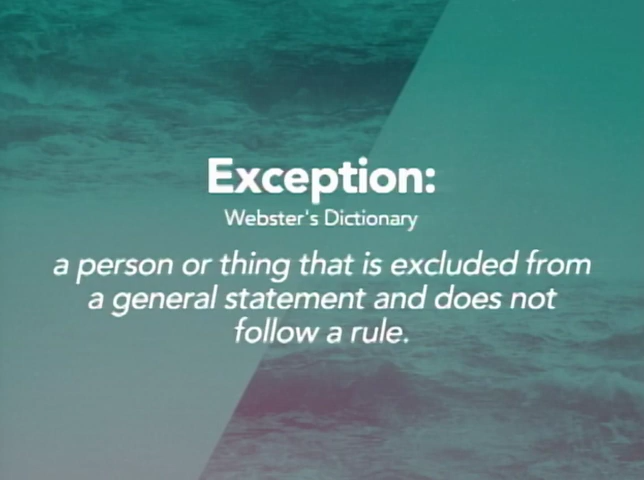 Exception:
Webster's Dictionary
a person or thing that is excluded from
a general statement and does not
follow a rule.